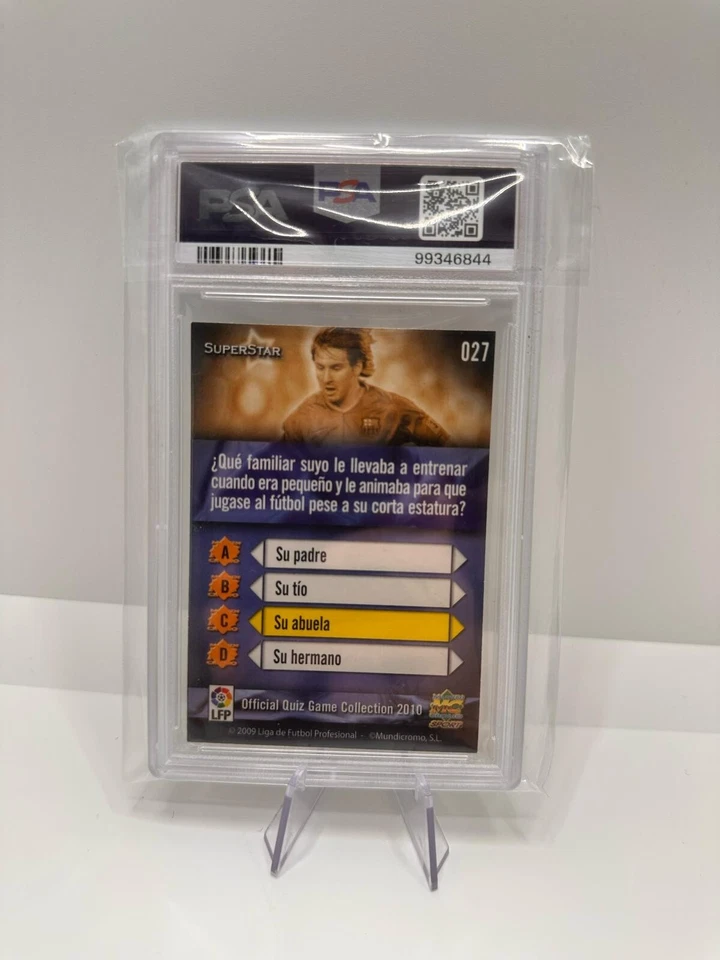 PSA
PSA
99346844
SUPERSTAR
027
¿Qué familiar suyo le llevaba a entrenar
cuando era pequeño y le animaba para que
jugase al fútbol pese a su corta estatura?
A Su padre
B Su tío
C Su abuela
D Su hermano
LFP
Official Quiz Game Collection 2010
SPORT
© 2009 Liga de Futbol Profesional - ©Mundicromo, S.L.